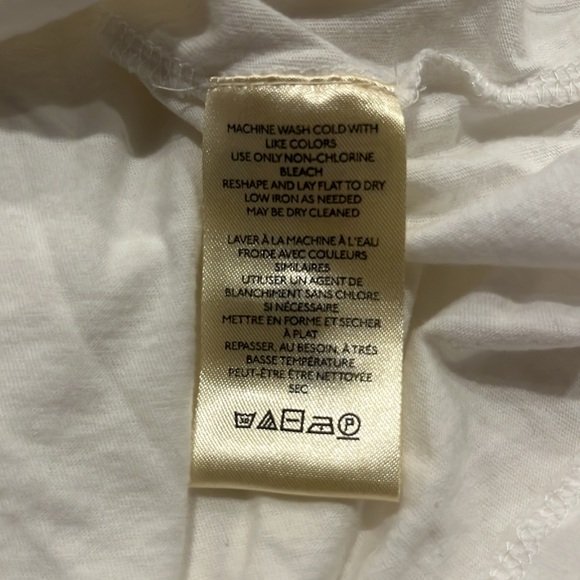 MACHINE WASH COLD WITH
LIKE COLORS
USE ONLY NON-CHLORINE
BLEACH
RESHAPE AND LAY FLAT TO DRY
LOW IRON AS NEEDED
MAY BE DRY CLEANED
LAVER À LA MACHINE À L'EAU
FROIDE AVEC COULEURS
SIMILAIRES
UTILISER UN AGENT DE
BLANCHIMENT SANS CHLORE
SI NÉCESSAIRE
METTRE EN FORME ET SECHER
À PLAT
REPASSER, AU BESOIN, À TRÉS
BASSE TEMPÉRATURE
PEUT-ÊTRE ÊTRE NETTOYÉE
SEC
30 P